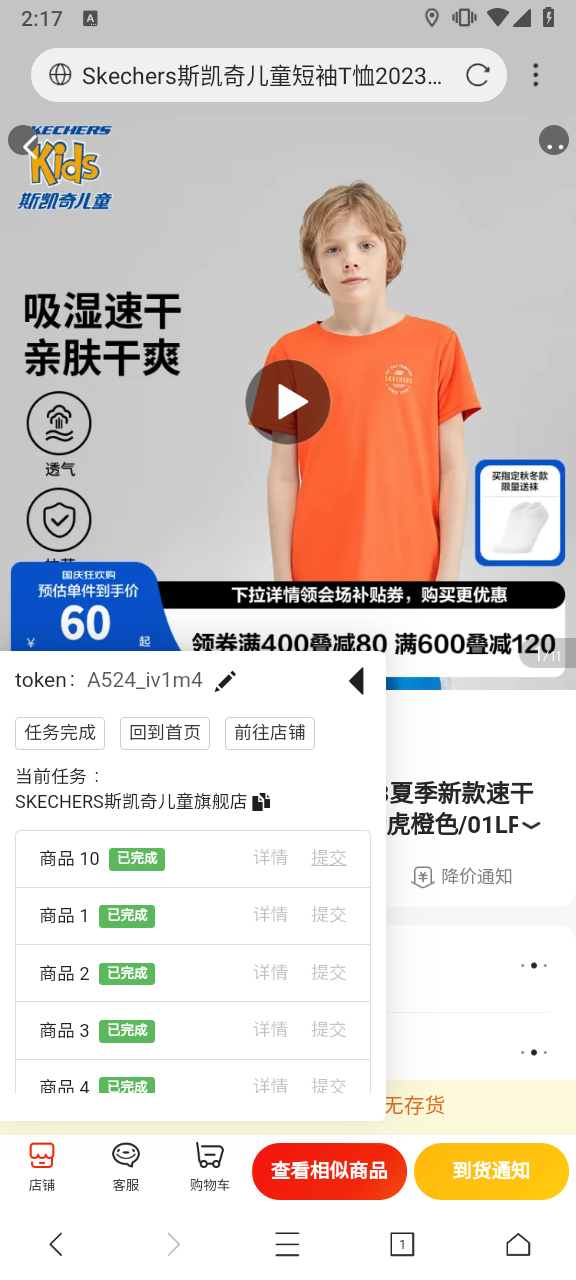 2:17
A
Skechers斯凯奇儿童短袖T恤2023…
SKECHERS
Kids
斯凯奇儿童
吸湿速干
亲肤干爽
透气
SKECHERS
买指定秋冬款
限量送袜
国庆狂欢购
预估单件到手价
¥ 60 起
下拉详情领会场补贴券，购买更优惠
领券满400叠减80 满600叠减120
1/11
token： A524_iv1m4
任务完成 回到首页 前往店铺
当前任务：
SKECHERS斯凯奇儿童旗舰店
夏季新款速干
虎橙色/01LP
降价通知
商品 10 已完成 详情 提交
商品 1 已完成 详情 提交
商品 2 已完成 详情 提交
商品 3 已完成 详情 提交
商品 4 已完成 详情 提交
无存货
店铺 客服 购物车 查看相似商品 到货通知
1